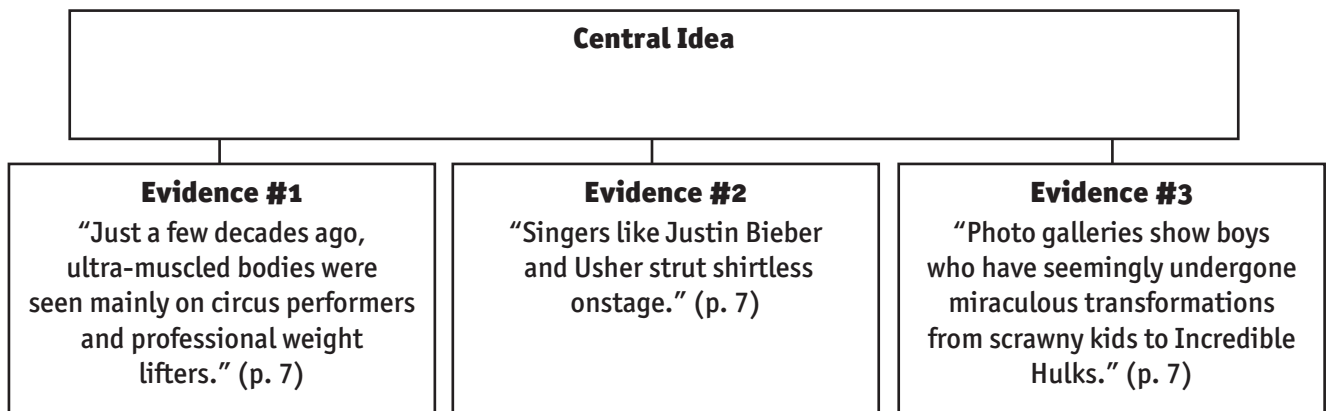 Central Idea
Evidence #1
“Just a few decades ago,
ultra-muscled bodies were
seen mainly on circus performers
and professional weight
lifters.” (p. 7)
Evidence #2
“Singers like Justin Bieber
and Usher strut shirtless
onstage.” (p. 7)
Evidence #3
“Photo galleries show boys
who have seemingly undergone
miraculous transformations
from scrawny kids to Incredible
Hulks.” (p. 7)